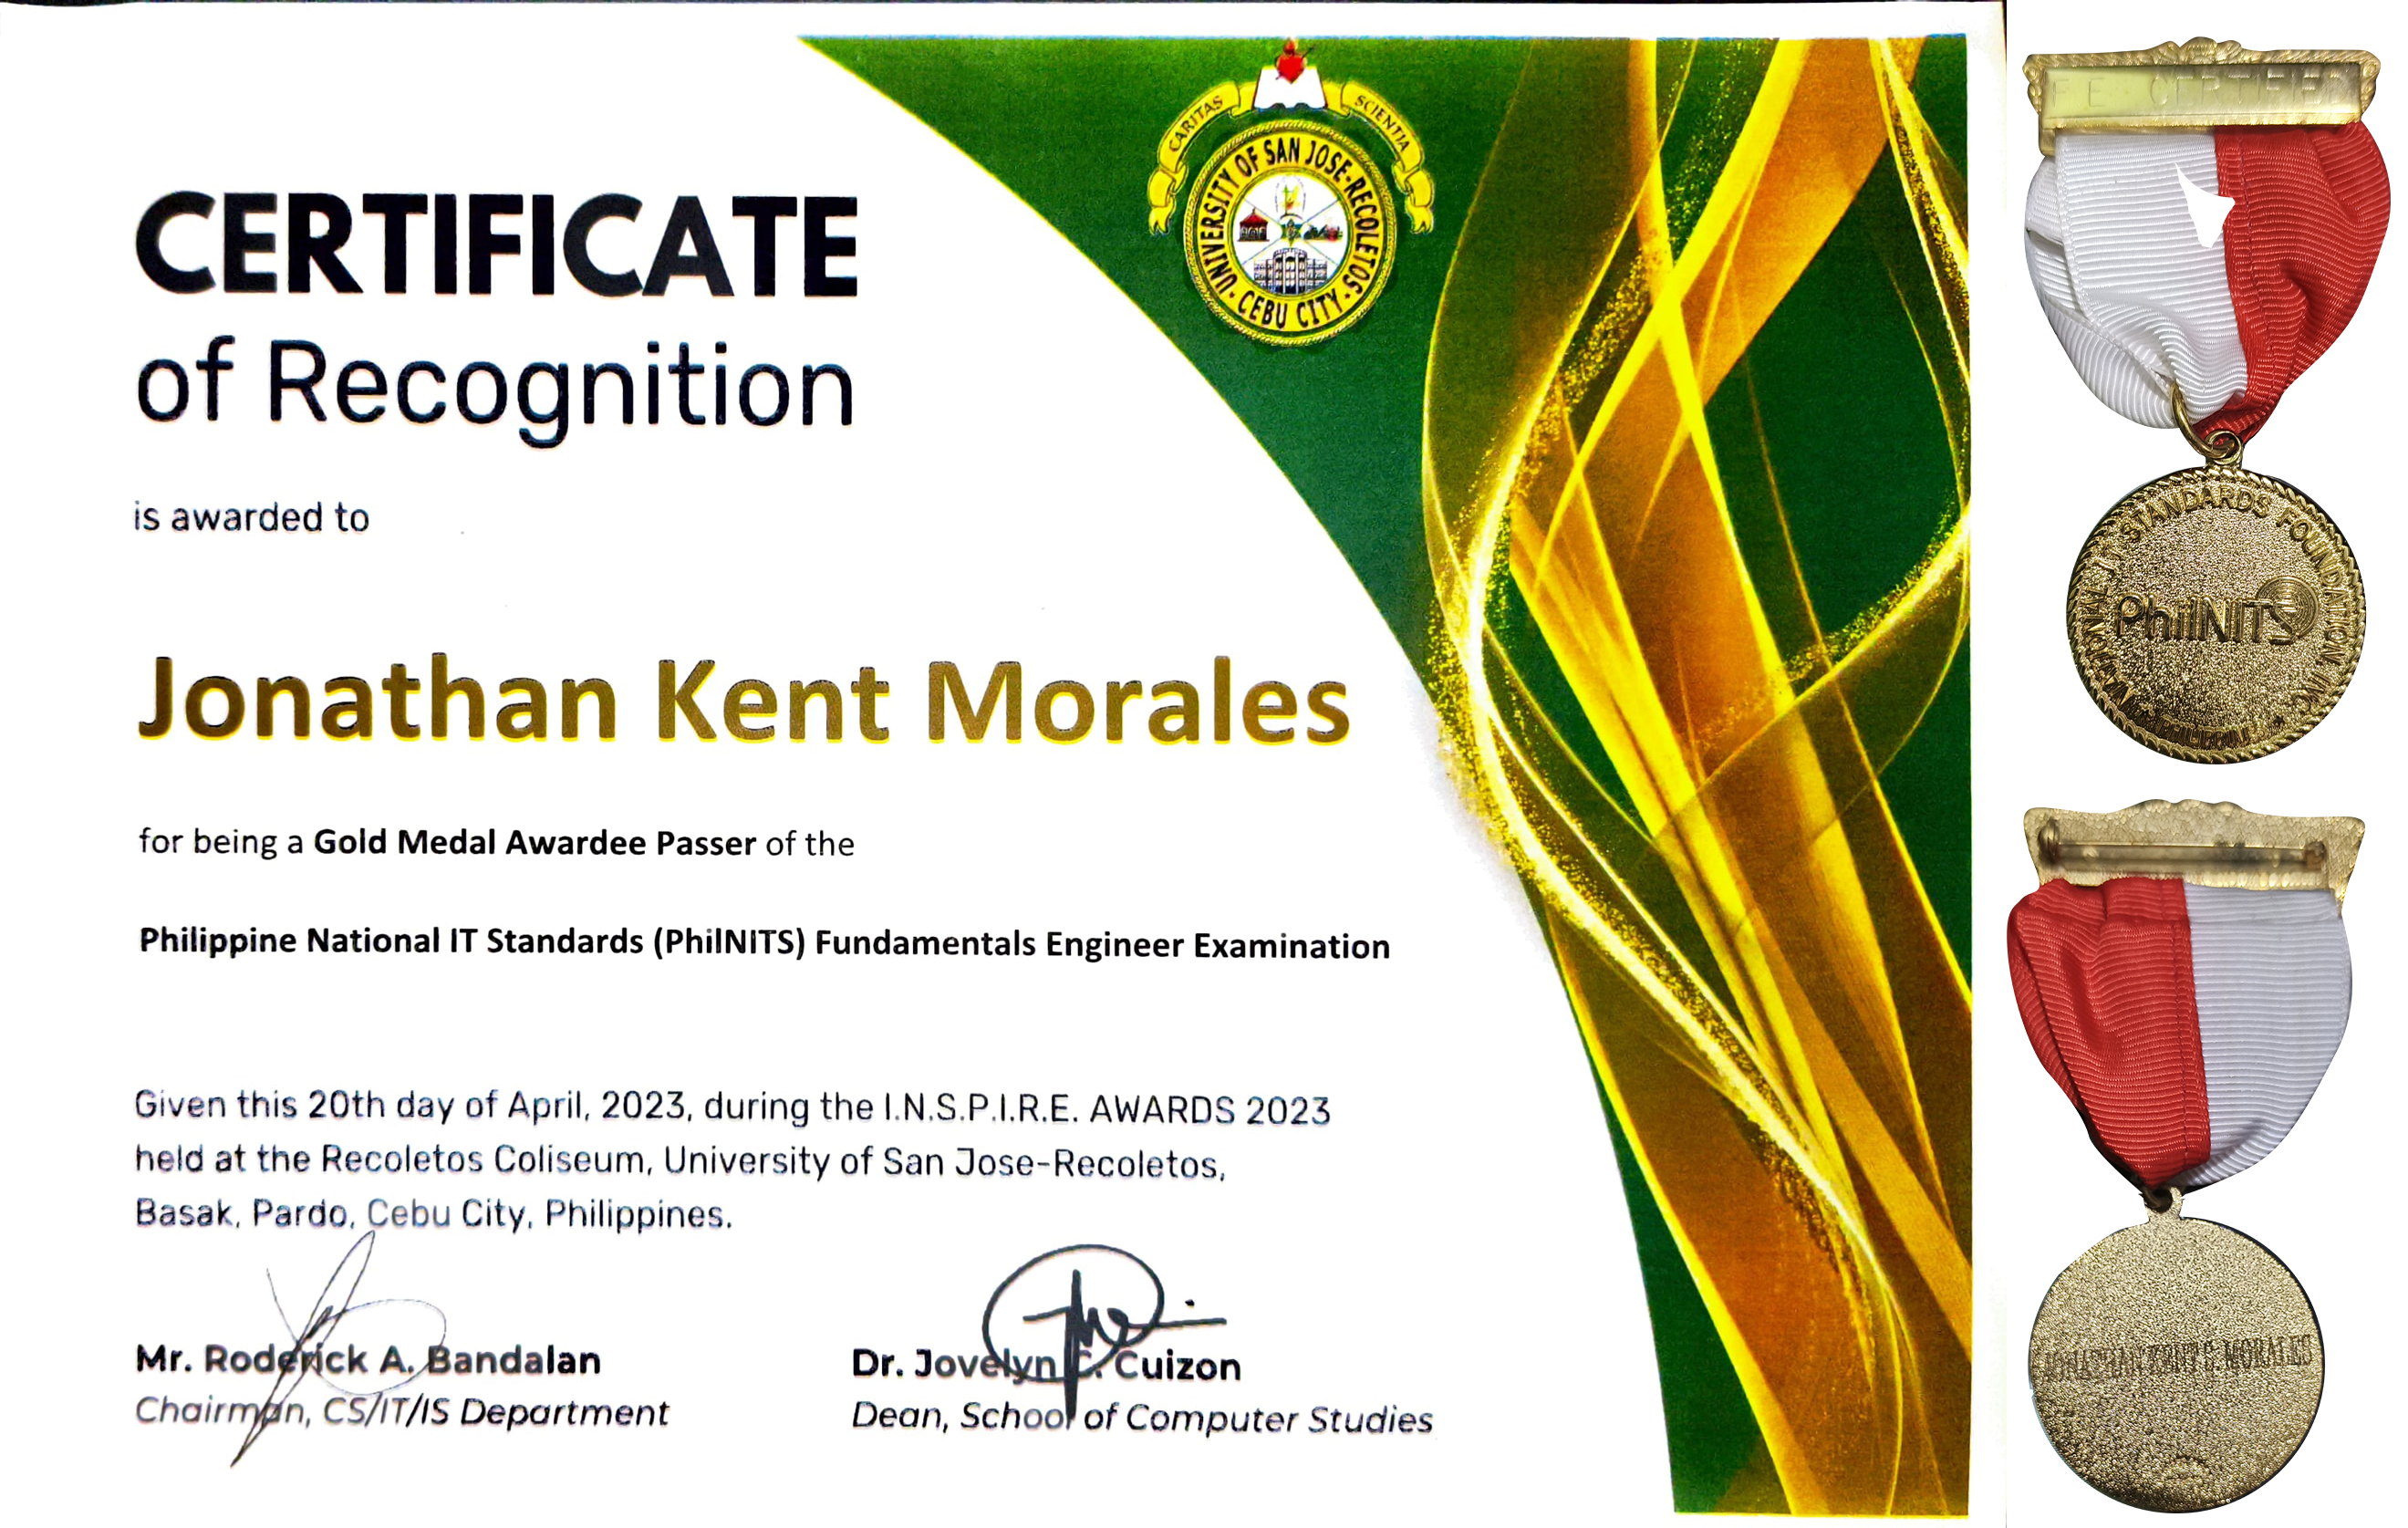 CERTIFICATE
of Recognition
is awarded to
Jonathan Kent Morales
for being a Gold Medal Awardee Passer of the
Philippine National IT Standards (PhilNITS) Fundamentals Engineer Examination
Given this 20th day of April, 2023, during the I.N.S.P.I.R.E. AWARDS 2023
held at the Recoletos Coliseum, University of San Jose-Recoletos,
Basak, Pardo, Cebu City, Philippines.
Mr. Roderick A. Bandalan
Chairman, CS/IT/IS Department
Dr. Jovelyn C. Cuizon
Dean, School of Computer Studies
CARITAS SCIENTIA
UNIVERSITY OF SAN JOSE-RECOLETOS
CEBU CITY
FE CERTIFIED
STANDARDS FOUNDATION, INC.
PhilNITS
JONATHAN KENT S. MORALES